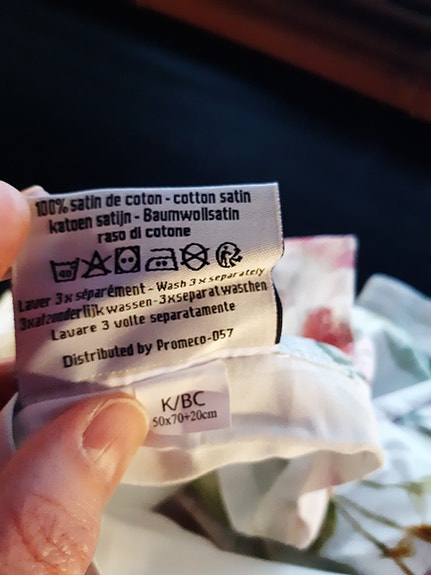 100% satin de coton - cotton satin
katoen satijn - Baumwollsatin
raso di cotone
40
Laver 3x séparément - Wash 3x separately
3xafzonderlijk wassen - 3xseparat waschen
Lavare 3 volte separatamente
Distributed by Promeco-057
K/BC
50x70+20cm